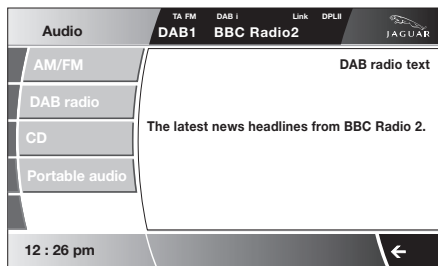 Audio
TA FM DAB i Link DPLII
DAB1 BBC Radio2
JAGUAR
AM/FM
DAB radio
CD
Portable audio
DAB radio text
The latest news headlines from BBC Radio 2.
12 : 26 pm